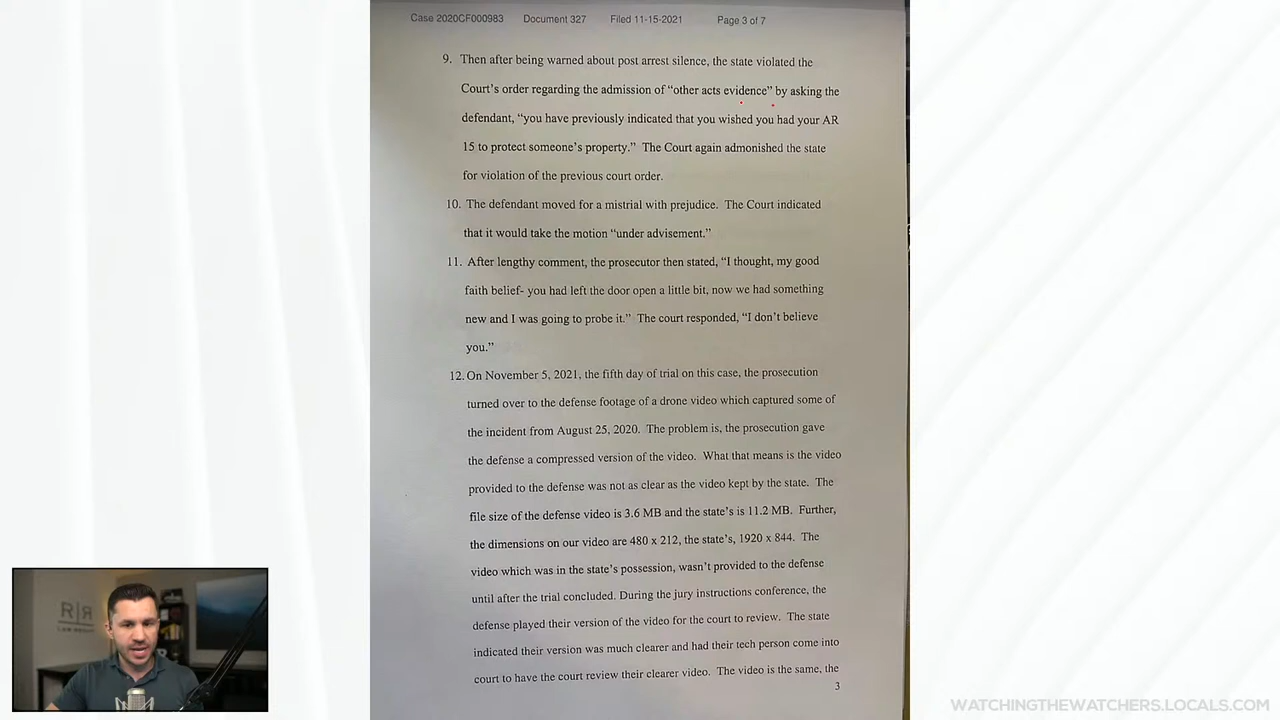 Case 2020CF000983 Document 327 Filed 11-15-2021 Page 3 of 7
9. Then after being warned about post arrest silence, the state violated the
Court's order regarding the admission of "other acts evidence" by asking the
defendant, "you have previously indicated that you wished you had your AR
15 to protect someone's property." The Court again admonished the state
for violation of the previous court order.
10. The defendant moved for a mistrial with prejudice. The Court indicated
that it would take the motion "under advisement."
11. After lengthy comment, the prosecutor then stated, "I thought, my good
faith belief- you had left the door open a little bit, now we had something
new and I was going to probe it." The court responded, "I don't believe
you."
12. On November 5, 2021, the fifth day of trial on this case, the prosecution
turned over to the defense footage of a drone video which captured some of
the incident from August 25, 2020. The problem is, the prosecution gave
the defense a compressed version of the video. What that means is the video
provided to the defense was not as clear as the video kept by the state. The
file size of the defense video is 3.6 MB and the state's is 11.2 MB. Further,
the dimensions on our video are 480 x 212, the state's, 1920 x 844. The
video which was in the state's possession, wasn't provided to the defense
until after the trial concluded. During the jury instructions conference, the
defense played their version of the video for the court to review. The state
indicated their version was much clearer and had their tech person come into
court to have the court review their clearer video. The video is the same, the
3
R|R
LAW GROUP
WATCHINGTHEWATCHERS.LOCALS.COM